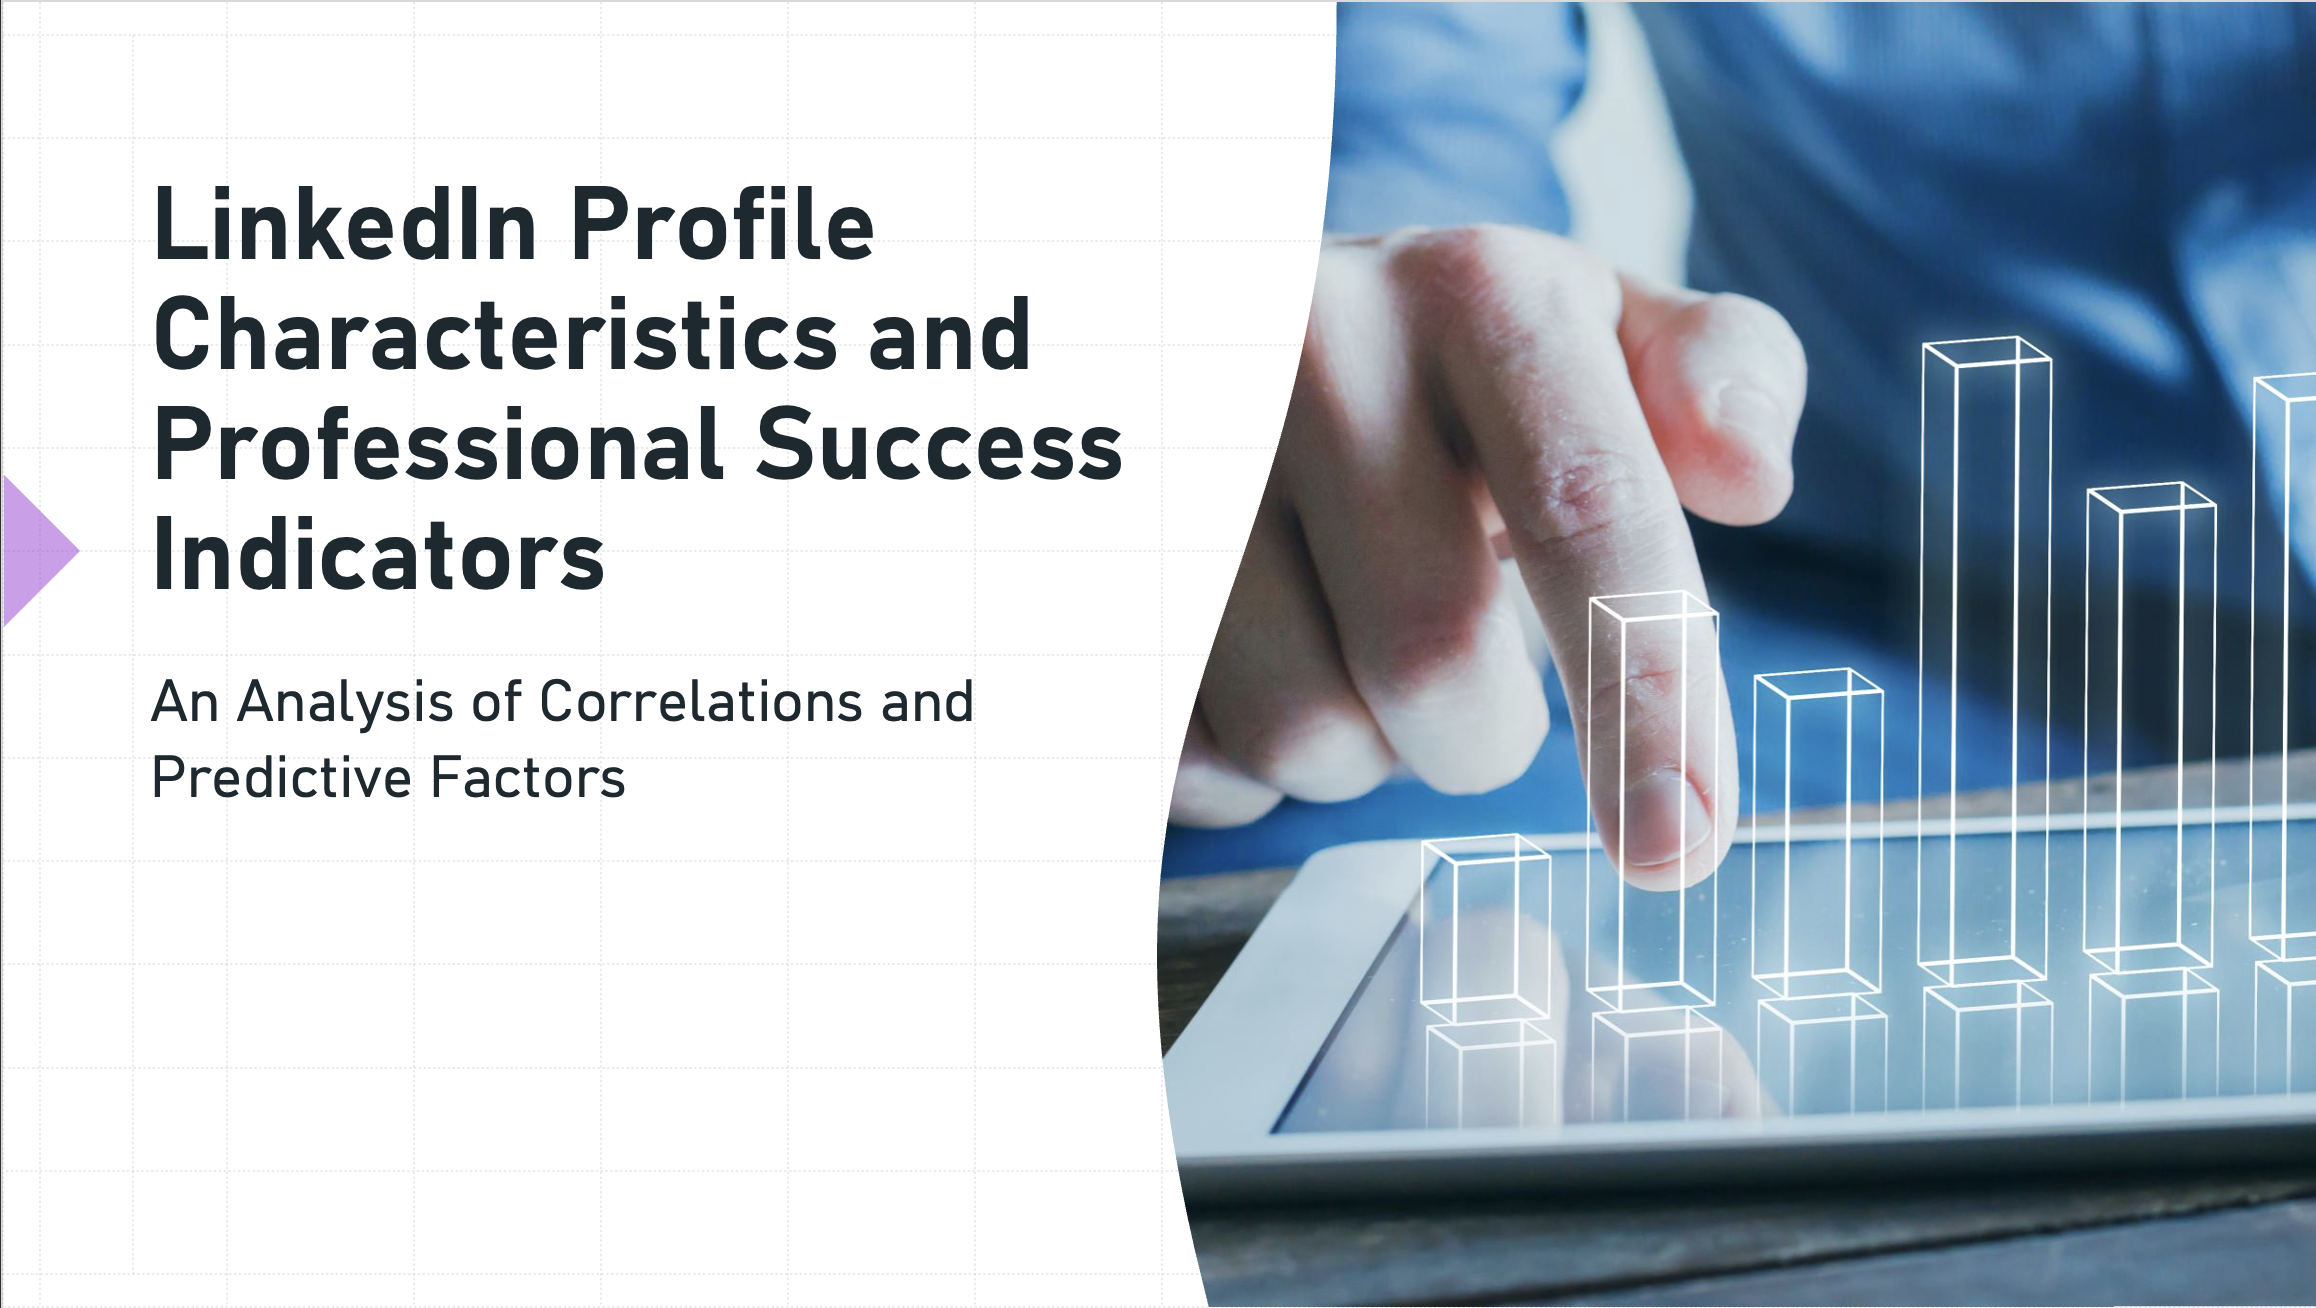 LinkedIn Profile
Characteristics and
Professional Success
Indicators
An Analysis of Correlations and
Predictive Factors